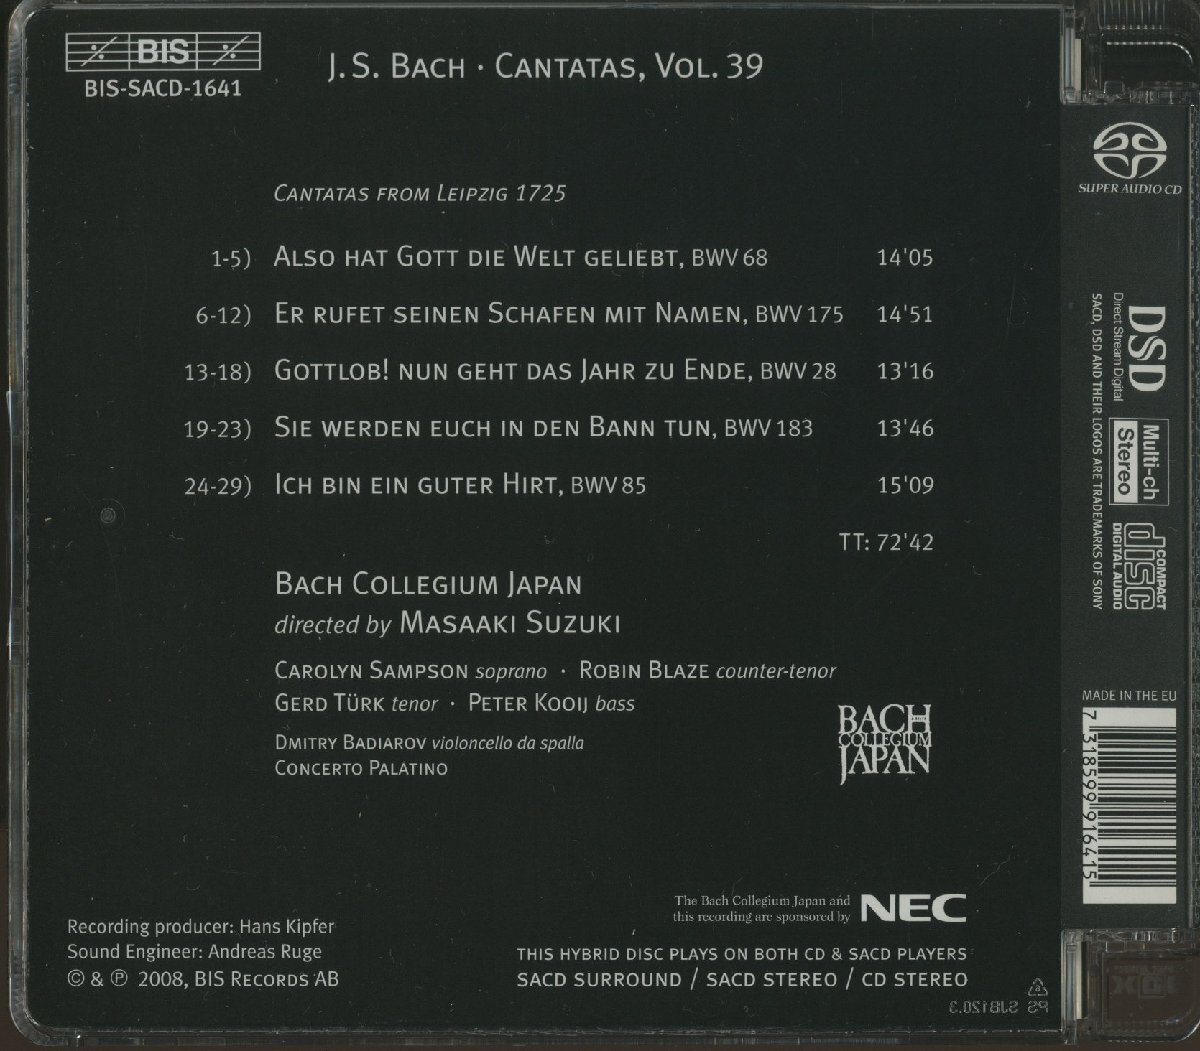 BIS
BIS-SACD-1641
J.S. BACH · CANTATAS, VOL. 39
CANTATAS FROM LEIPZIG 1725
1-5) ALSO HAT GOTT DIE WELT GELIEBT, BWV 68 14'05
6-12) ER RUFET SEINEN SCHAFEN MIT NAMEN, BWV 175 14'51
13-18) GOTTLOB! NUN GEHT DAS JAHR ZU ENDE, BWV 28 13'16
19-23) SIE WERDEN EUCH IN DEN BANN TUN, BWV 183 13'46
24-29) ICH BIN EIN GUTER HIRT, BWV 85 15'09
TT: 72'42
BACH COLLEGIUM JAPAN
directed by MASAAKI SUZUKI
CAROLYN SAMPSON soprano · ROBIN BLAZE counter-tenor
GERD TÜRK tenor · PETER KOOIJ bass
DMITRY BADIAROV violoncello da spalla
CONCERTO PALATINO
BACH
COLLEGIUM
JAPAN
Recording producer: Hans Kipfer
Sound Engineer: Andreas Ruge
© & ℗ 2008, BIS RECORDS AB
The Bach Collegium Japan and
this recording are sponsored by
NEC
THIS HYBRID DISC PLAYS ON BOTH CD & SACD PLAYERS
SACD SURROUND / SACD STEREO / CD STEREO
PS SJB120.3
SUPER AUDIO CD
DSD
Direct Stream Digital
SACD, DSD AND THEIR LOGOS ARE TRADEMARKS OF SONY
Multi-ch
Stereo
COMPACT
disc
DIGITAL AUDIO
MADE IN THE EU
7 318599 916415